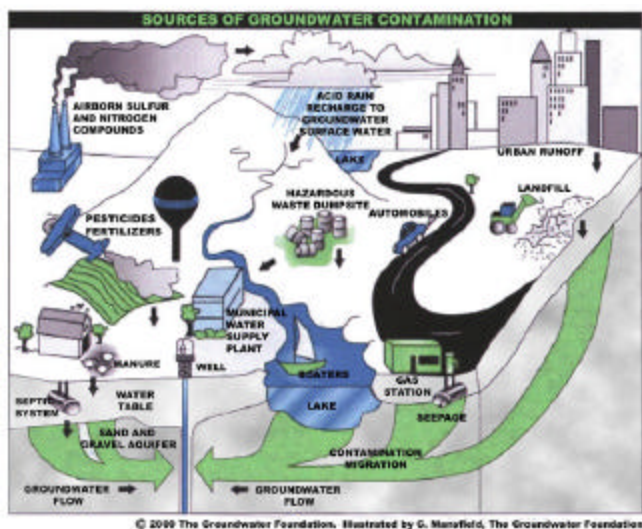 SOURCES OF GROUNDWATER CONTAMINATION
AIRBORN SULFUR
AND NITROGEN
COMPOUNDS
ACID RAIN
RECHARGE TO
GROUNDWATER
SURFACE WATER
LAKE
URBAN RUNOFF
PESTICIDES
FERTILIZERS
HAZARDOUS
WASTE DUMPSITE
AUTOMOBILES
LANDFILL
MUNICIPAL
WATER
SUPPLY
PLANT
MANURE
WELL
BOATERS
GAS
STATION
SEPTIC
SYSTEM
WATER
TABLE
LAKE
SEEPAGE
SAND AND
GRAVEL AQUIFER
CONTAMINATION
MIGRATION
GROUNDWATER
FLOW
GROUNDWATER
FLOW
© 2000 The Groundwater Foundation. Illustrated by G. Mansfield, The Groundwater Foundation